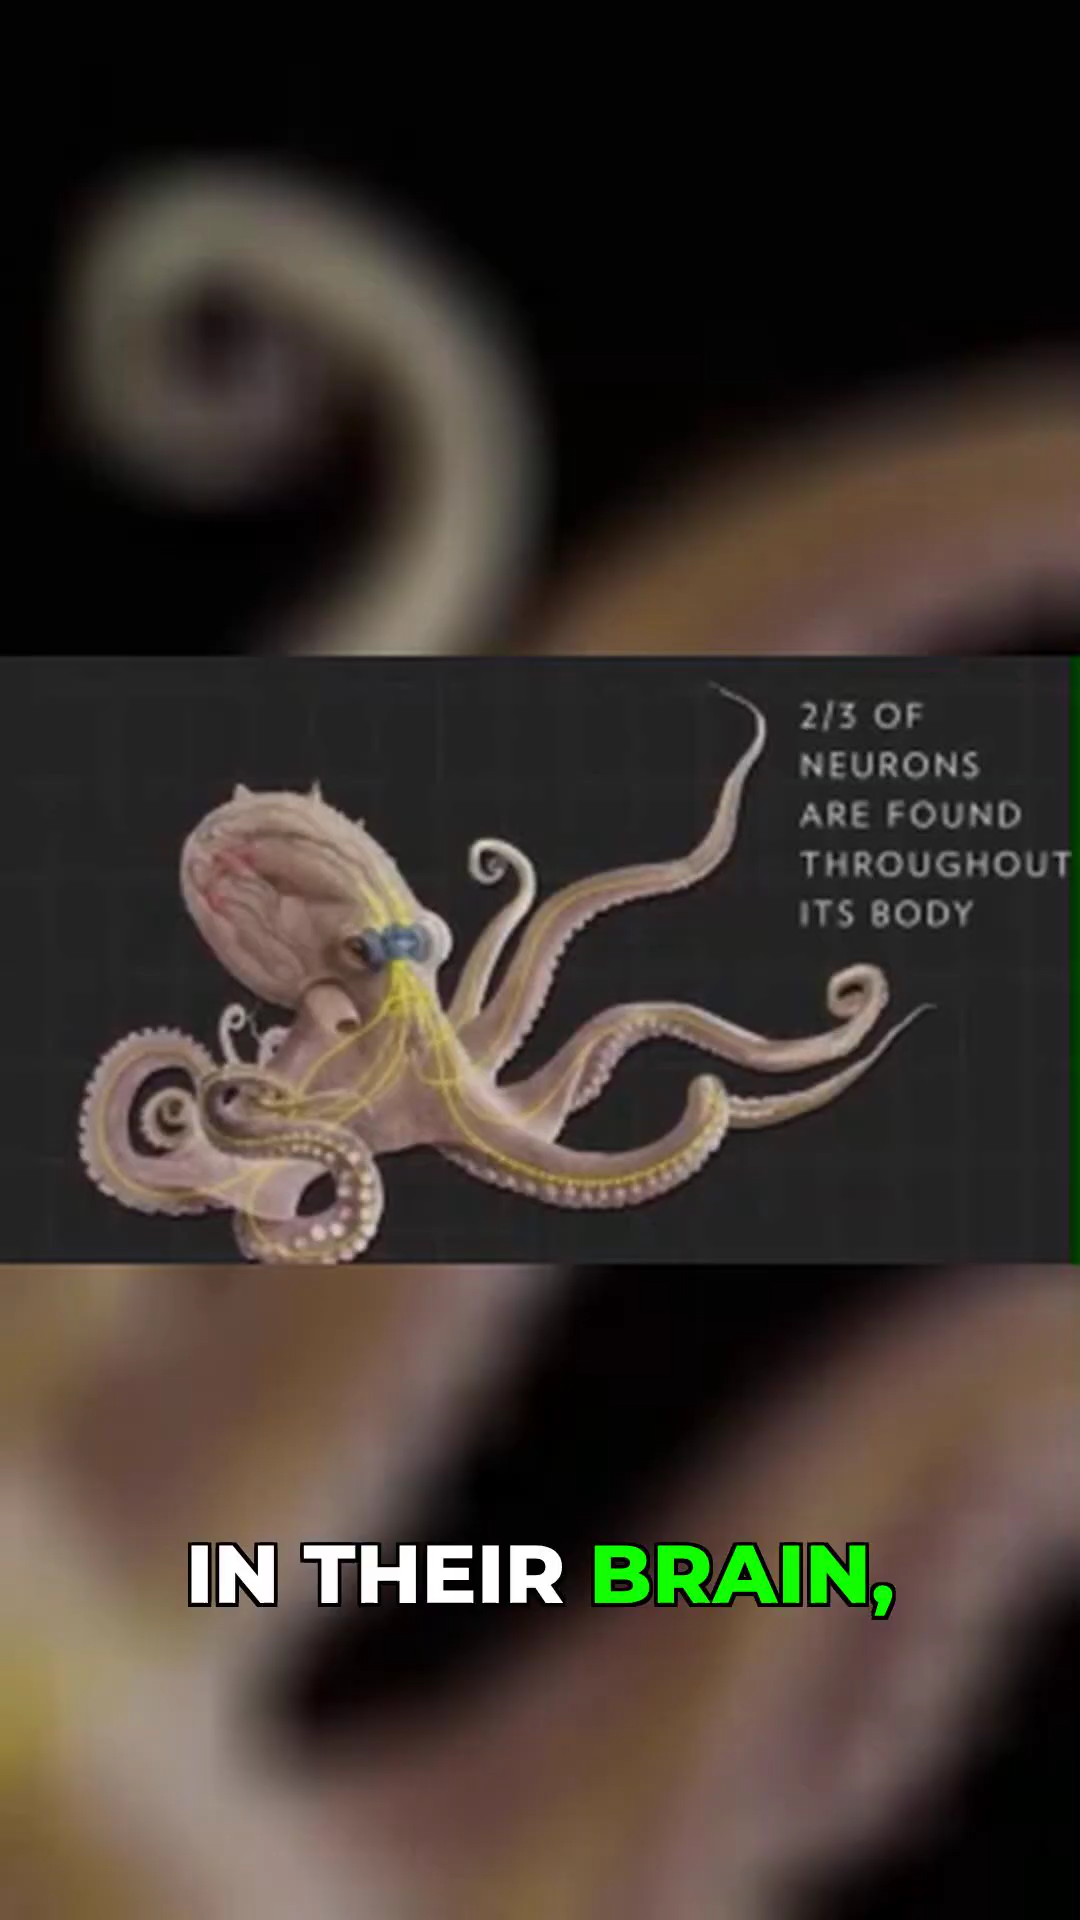 2/3 OF
NEURONS
ARE FOUND
THROUGHOUT
ITS BODY
IN THEIR BRAIN,